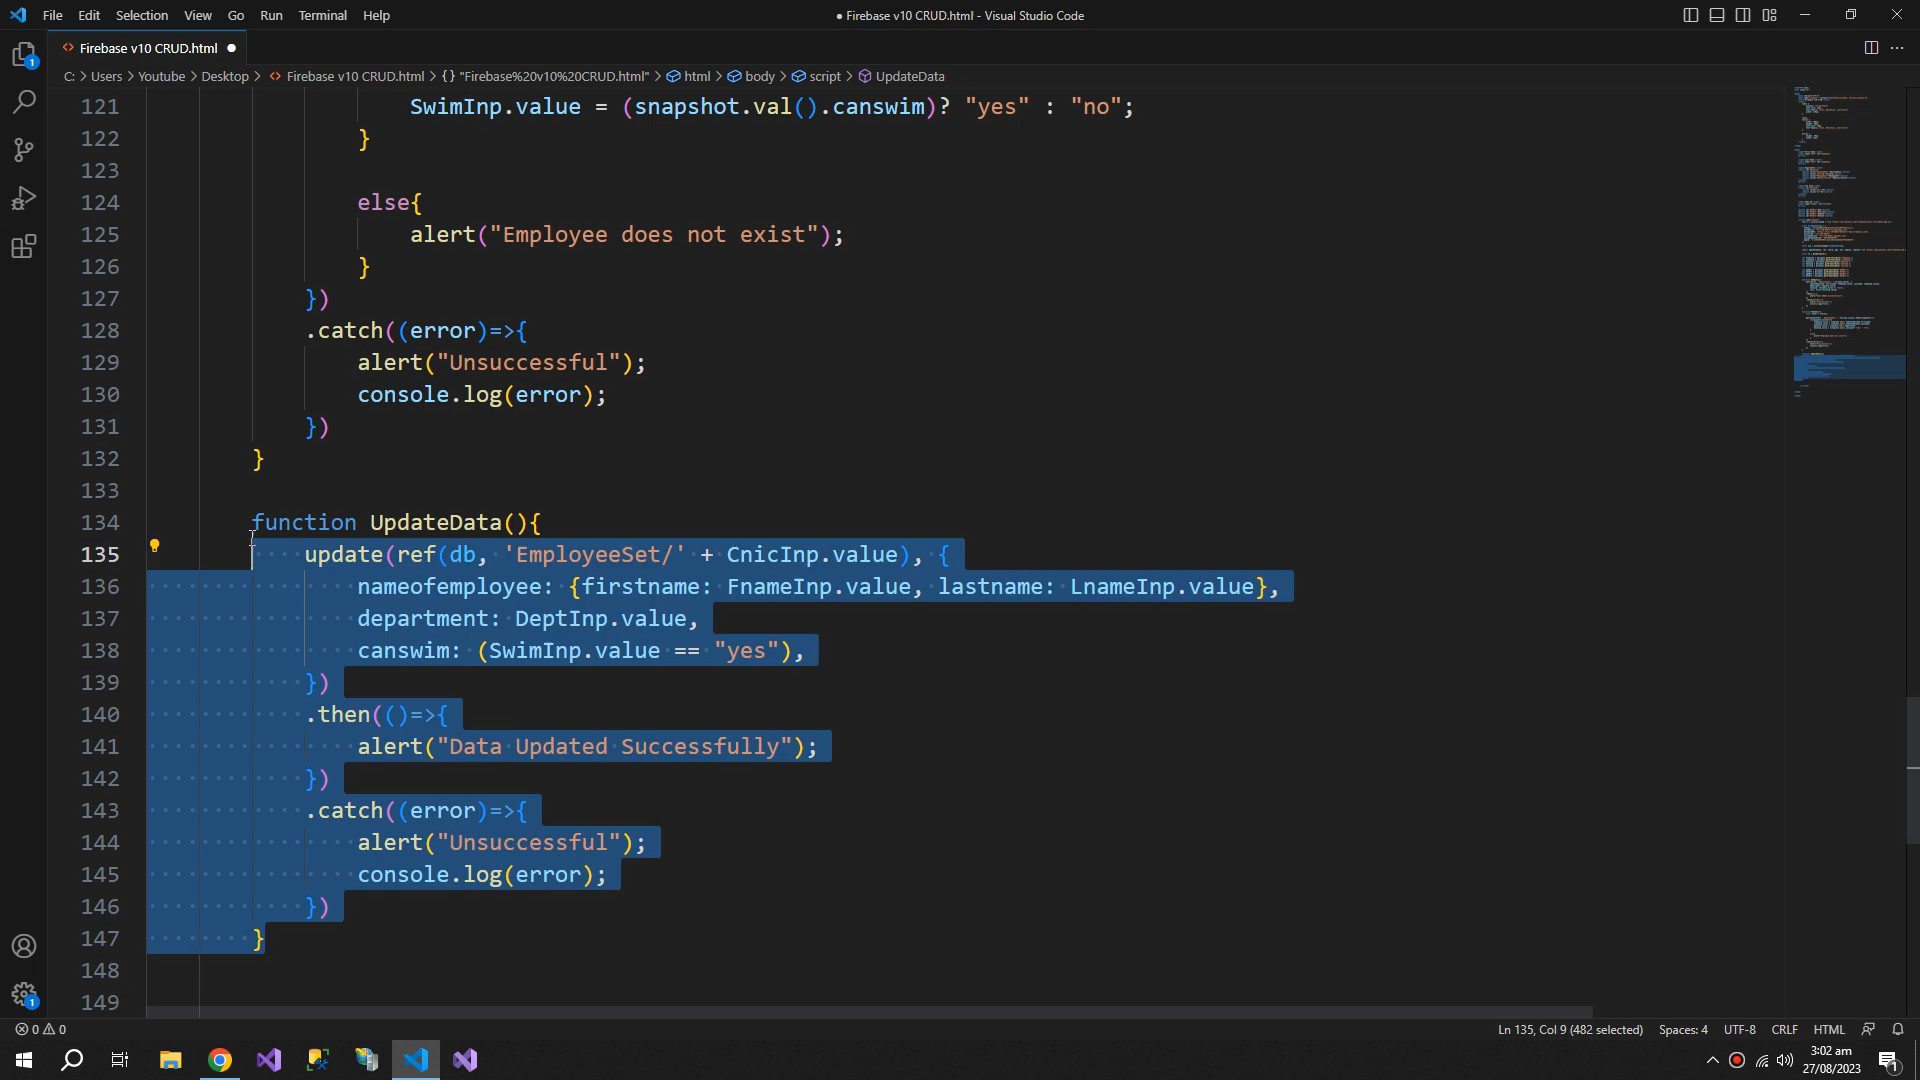 File Edit Selection View Go Run Terminal Help
● Firebase v10 CRUD.html - Visual Studio Code
<> Firebase v10 CRUD.html ●
C: > Users > Youtube > Desktop > <> Firebase v10 CRUD.html > {} "Firebase%20v10%20CRUD.html" > html > body > script > UpdateData
121 SwimInp.value = (snapshot.val().canswim)? "yes" : "no";
122 }
123
124 else{
125 alert("Employee does not exist");
126 }
127 })
128 .catch((error)=>{
129 alert("Unsuccessful");
130 console.log(error);
131 })
132 }
133
134 function UpdateData(){
135 update(ref(db, 'EmployeeSet/' + CnicInp.value), {
136 nameofemployee: {firstname: FnameInp.value, lastname: LnameInp.value},
137 department: DeptInp.value,
138 canswim: (SwimInp.value == "yes"),
139 })
140 .then(()=>{
141 alert("Data Updated Successfully");
142 })
143 .catch((error)=>{
144 alert("Unsuccessful");
145 console.log(error);
146 })
147 }
148
149
1
1
0 0
Ln 135, Col 9 (482 selected) Spaces: 4 UTF-8 CRLF HTML
3:02 am
27/08/2023
1